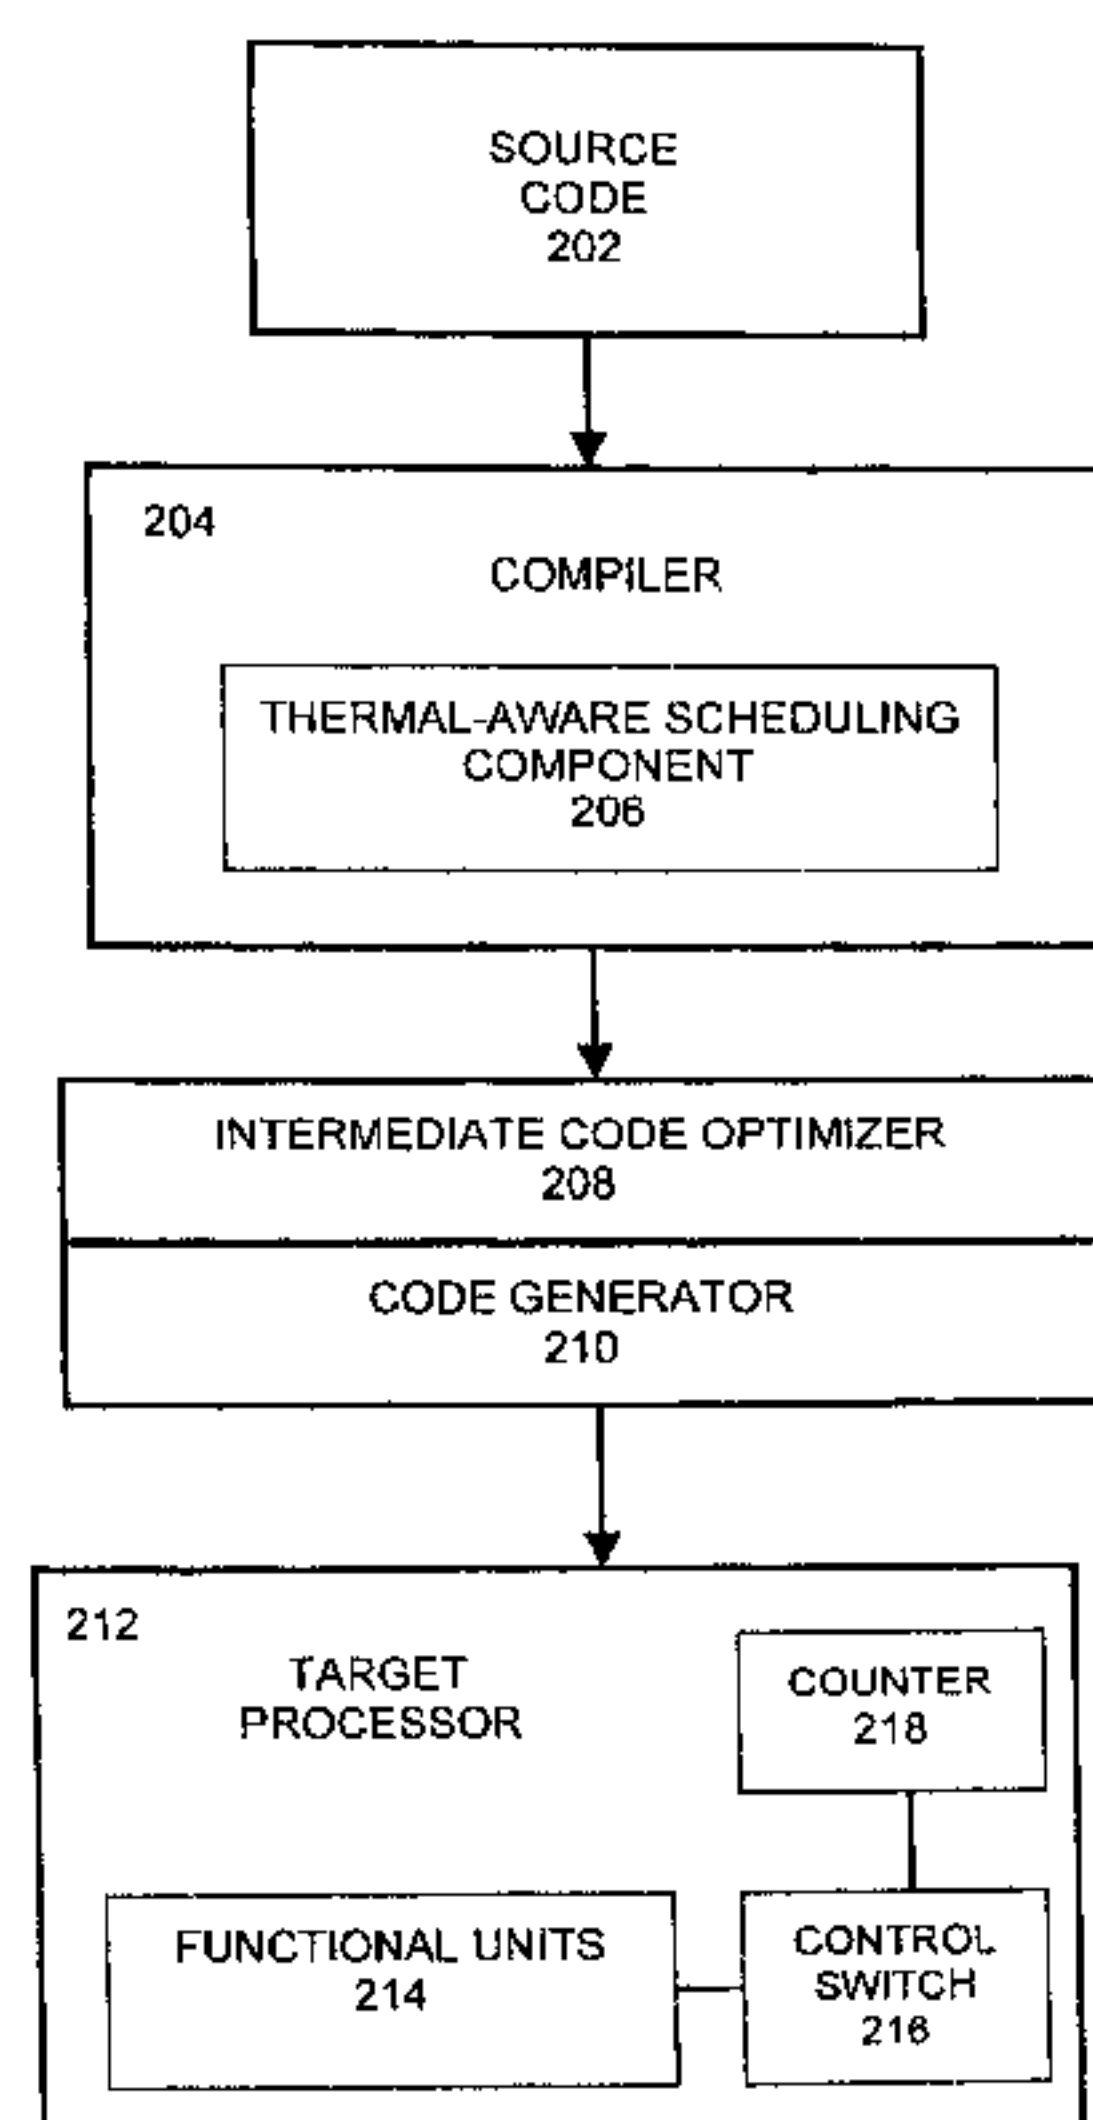 SOURCE
CODE
202
204
COMPILER
THERMAL-AWARE SCHEDULING
COMPONENT
206
INTERMEDIATE CODE OPTIMIZER
208
CODE GENERATOR
210
212
TARGET
PROCESSOR
COUNTER
218
FUNCTIONAL UNITS
214
CONTROL
SWITCH
216